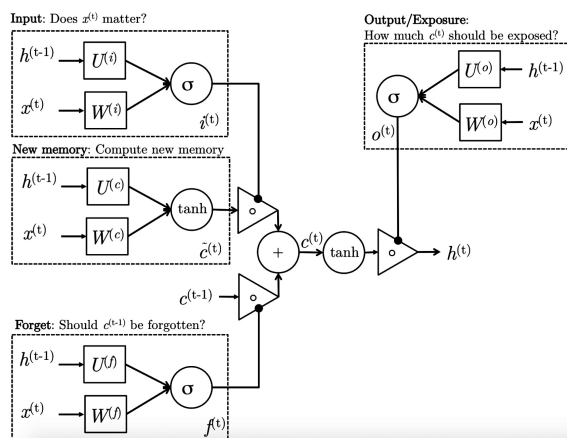 Input: Does x(t) matter?
h(t-1)
U(i)
σ
x(t)
W(i)
i(t)
New memory: Compute new memory
h(t-1)
U(c)
tanh
x(t)
W(c)
c̃(t)
Output/Exposure:
How much c(t) should be exposed?
U(o)
h(t-1)
σ
W(o)
x(t)
o(t)
∘
+
c(t)
tanh
∘
h(t)
c(t-1)
∘
Forget: Should c(t-1) be forgotten?
h(t-1)
U(f)
σ
x(t)
W(f)
f(t)